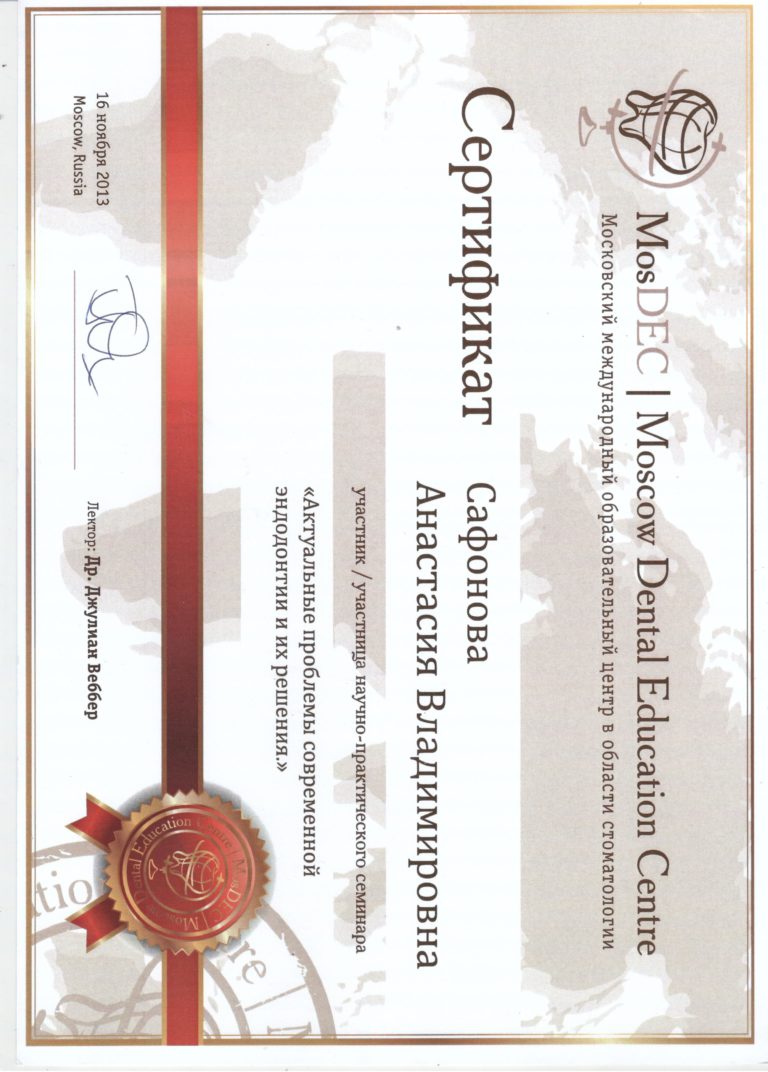 MosDEC | Moscow Dental Education Centre
Московский международный образовательный центр в области стоматологии
Сертификат
Сафонова
Анастасия Владимировна
участник / участница научно-практического семинара
«Актуальные проблемы современной
эндодонтии и их решения.»
MosDEC | Moscow Dental Education Centre
16 ноября 2013
Moscow, Russia
Лектор: Др. Джулиан Веббер